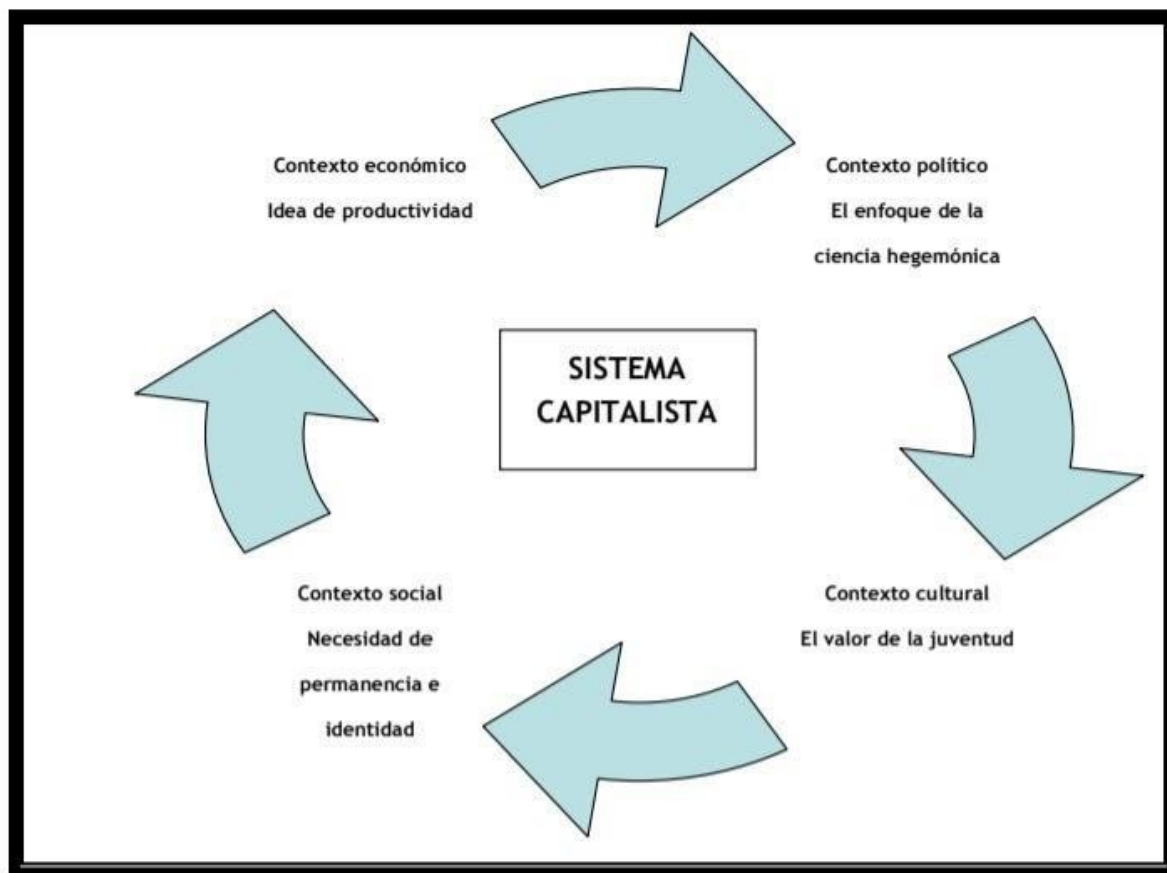 Contexto económico
Idea de productividad
Contexto político
El enfoque de la
ciencia hegemónica
SISTEMA
CAPITALISTA
Contexto social
Necesidad de
permanencia e
identidad
Contexto cultural
El valor de la juventud